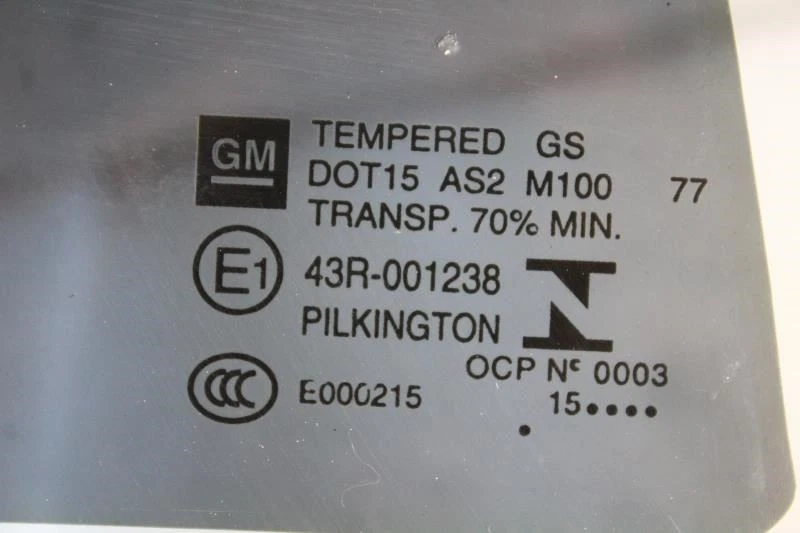 GM
TEMPERED GS
DOT15 AS2 M100 77
TRANSP. 70% MIN.
E1 43R-001238
PILKINGTON
OCP Nº 0003
CCC E000215
15••••
•